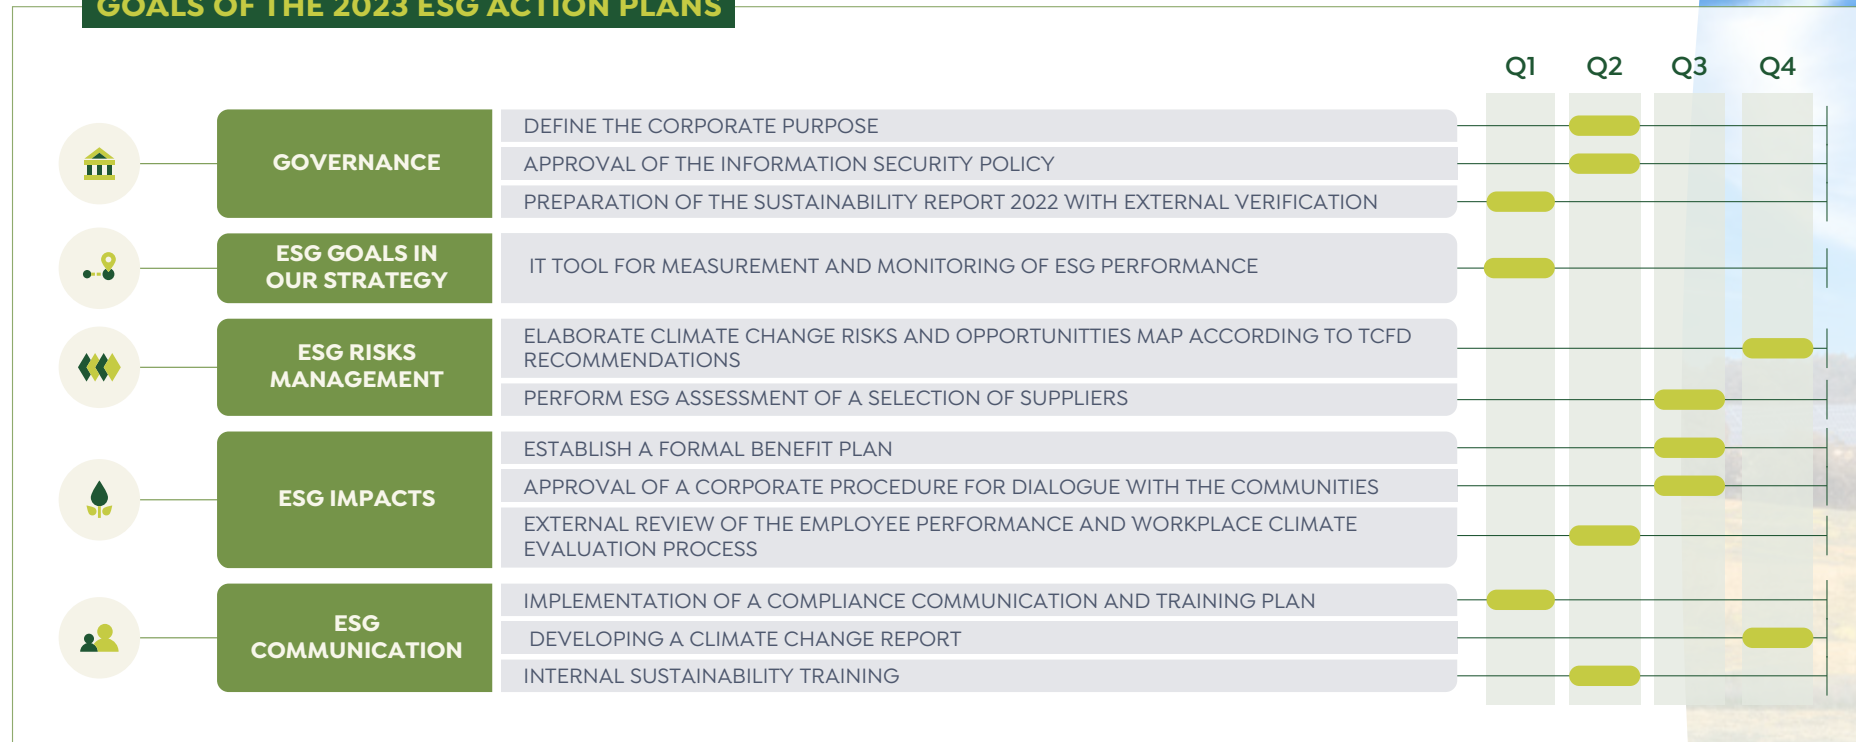 GOALS OF THE 2023 ESG ACTION PLANS
Q1 Q2 Q3 Q4
GOVERNANCE
DEFINE THE CORPORATE PURPOSE
APPROVAL OF THE INFORMATION SECURITY POLICY
PREPARATION OF THE SUSTAINABILITY REPORT 2022 WITH EXTERNAL VERIFICATION
ESG GOALS IN
OUR STRATEGY
IT TOOL FOR MEASUREMENT AND MONITORING OF ESG PERFORMANCE
ESG RISKS
MANAGEMENT
ELABORATE CLIMATE CHANGE RISKS AND OPPORTUNITTIES MAP ACCORDING TO TCFD
RECOMMENDATIONS
PERFORM ESG ASSESSMENT OF A SELECTION OF SUPPLIERS
ESG IMPACTS
ESTABLISH A FORMAL BENEFIT PLAN
APPROVAL OF A CORPORATE PROCEDURE FOR DIALOGUE WITH THE COMMUNITIES
EXTERNAL REVIEW OF THE EMPLOYEE PERFORMANCE AND WORKPLACE CLIMATE
EVALUATION PROCESS
ESG
COMMUNICATION
IMPLEMENTATION OF A COMPLIANCE COMMUNICATION AND TRAINING PLAN
DEVELOPING A CLIMATE CHANGE REPORT
INTERNAL SUSTAINABILITY TRAINING